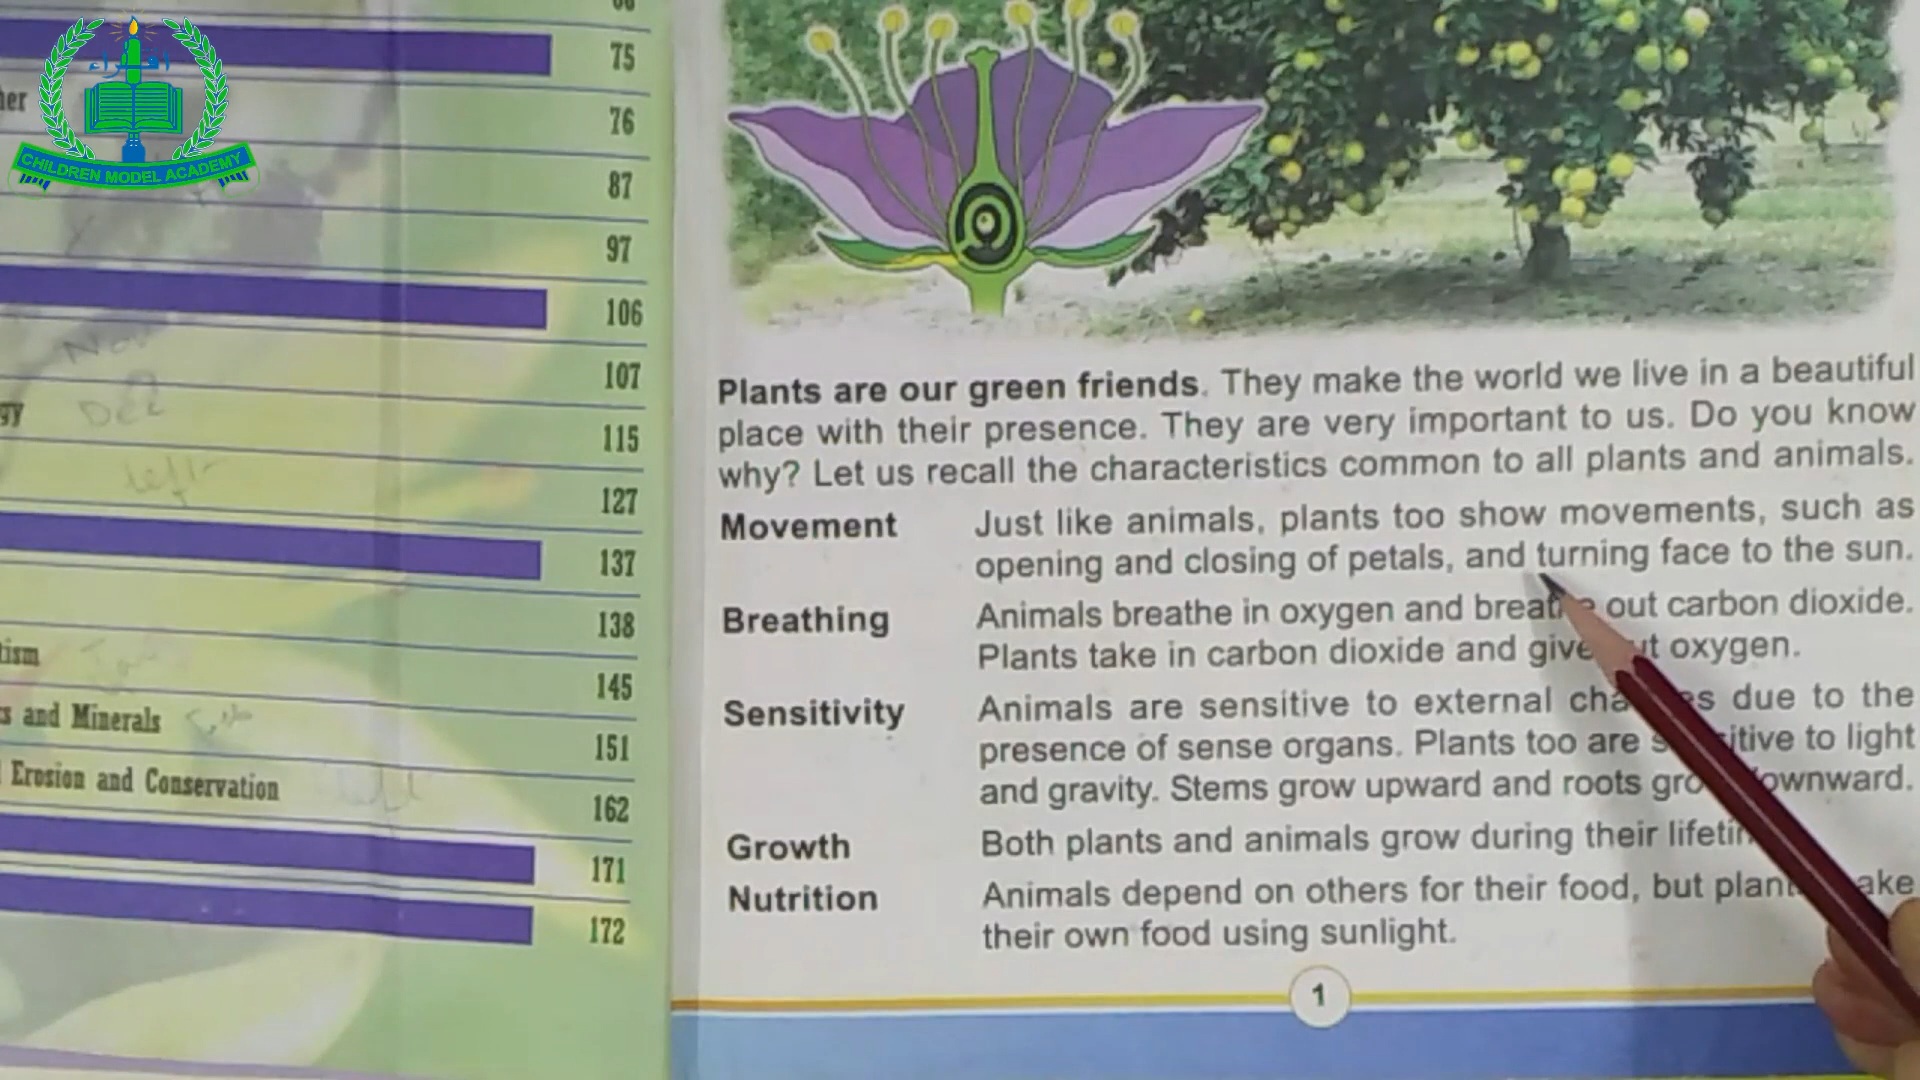 اقراء
CHILDREN MODEL ACADEMY
75
76
87
97
106
107
115
127
137
138
145
s and Minerals
151
Erosion and Conservation
162
171
172
Plants are our green friends. They make the world we live in a beautiful
place with their presence. They are very important to us. Do you know
why? Let us recall the characteristics common to all plants and animals.
Movement Just like animals, plants too show movements, such as
opening and closing of petals, and turning face to the sun.
Breathing Animals breathe in oxygen and breathe out carbon dioxide.
Plants take in carbon dioxide and give out oxygen.
Sensitivity Animals are sensitive to external changes due to the
presence of sense organs. Plants too are sensitive to light
and gravity. Stems grow upward and roots grow downward.
Growth Both plants and animals grow during their lifetime.
Nutrition Animals depend on others for their food, but plants make
their own food using sunlight.
1